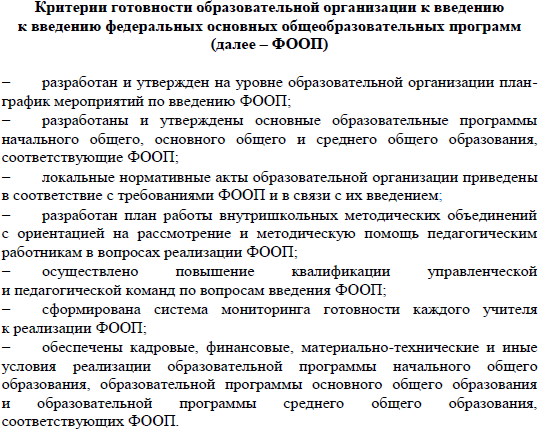 Критерии готовности образовательной организации к введению
к введению федеральных основных общеобразовательных программ
(далее – ФООП)
– разработан и утвержден на уровне образовательной организации план-
график мероприятий по введению ФООП;
– разработаны и утверждены основные образовательные программы
начального общего, основного общего и среднего общего образования,
соответствующие ФООП;
– локальные нормативные акты образовательной организации приведены
в соответствие с требованиями ФООП и в связи с их введением;
– разработан план работы внутришкольных методических объединений
с ориентацией на рассмотрение и методическую помощь педагогическим
работникам в вопросах реализации ФООП;
– осуществлено повышение квалификации управленческой
и педагогической команд по вопросам введения ФООП;
– сформирована система мониторинга готовности каждого учителя
к реализации ФООП;
– обеспечены кадровые, финансовые, материально-технические и иные
условия реализации образовательной программы начального общего
образования, образовательной программы основного общего образования
и образовательной программы среднего общего образования,
соответствующих ФООП.